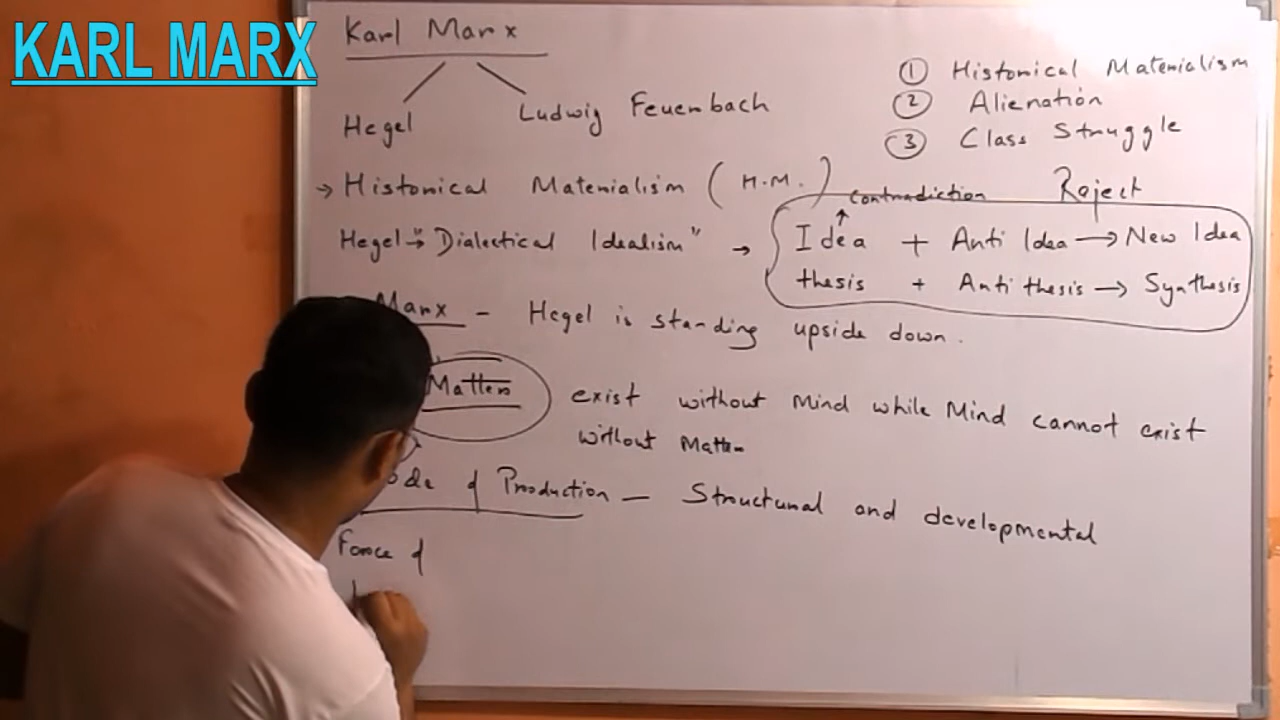 KARL MARX
Karl Marx
Hegel
Ludwig Feuerbach
① Historical Materialism
② Alienation
③ Class Struggle
→ Historical Materialism (H.M.)
Contradiction
Reject
Hegel → "Dialectical Idealism" → Idea + Anti Idea → New Idea
thesis + Anti thesis → Synthesis
Marx - Hegel is standing upside down.
Matter exist without Mind while Mind cannot exist
without Matter
ode of Production — Structural and developmental
Force of